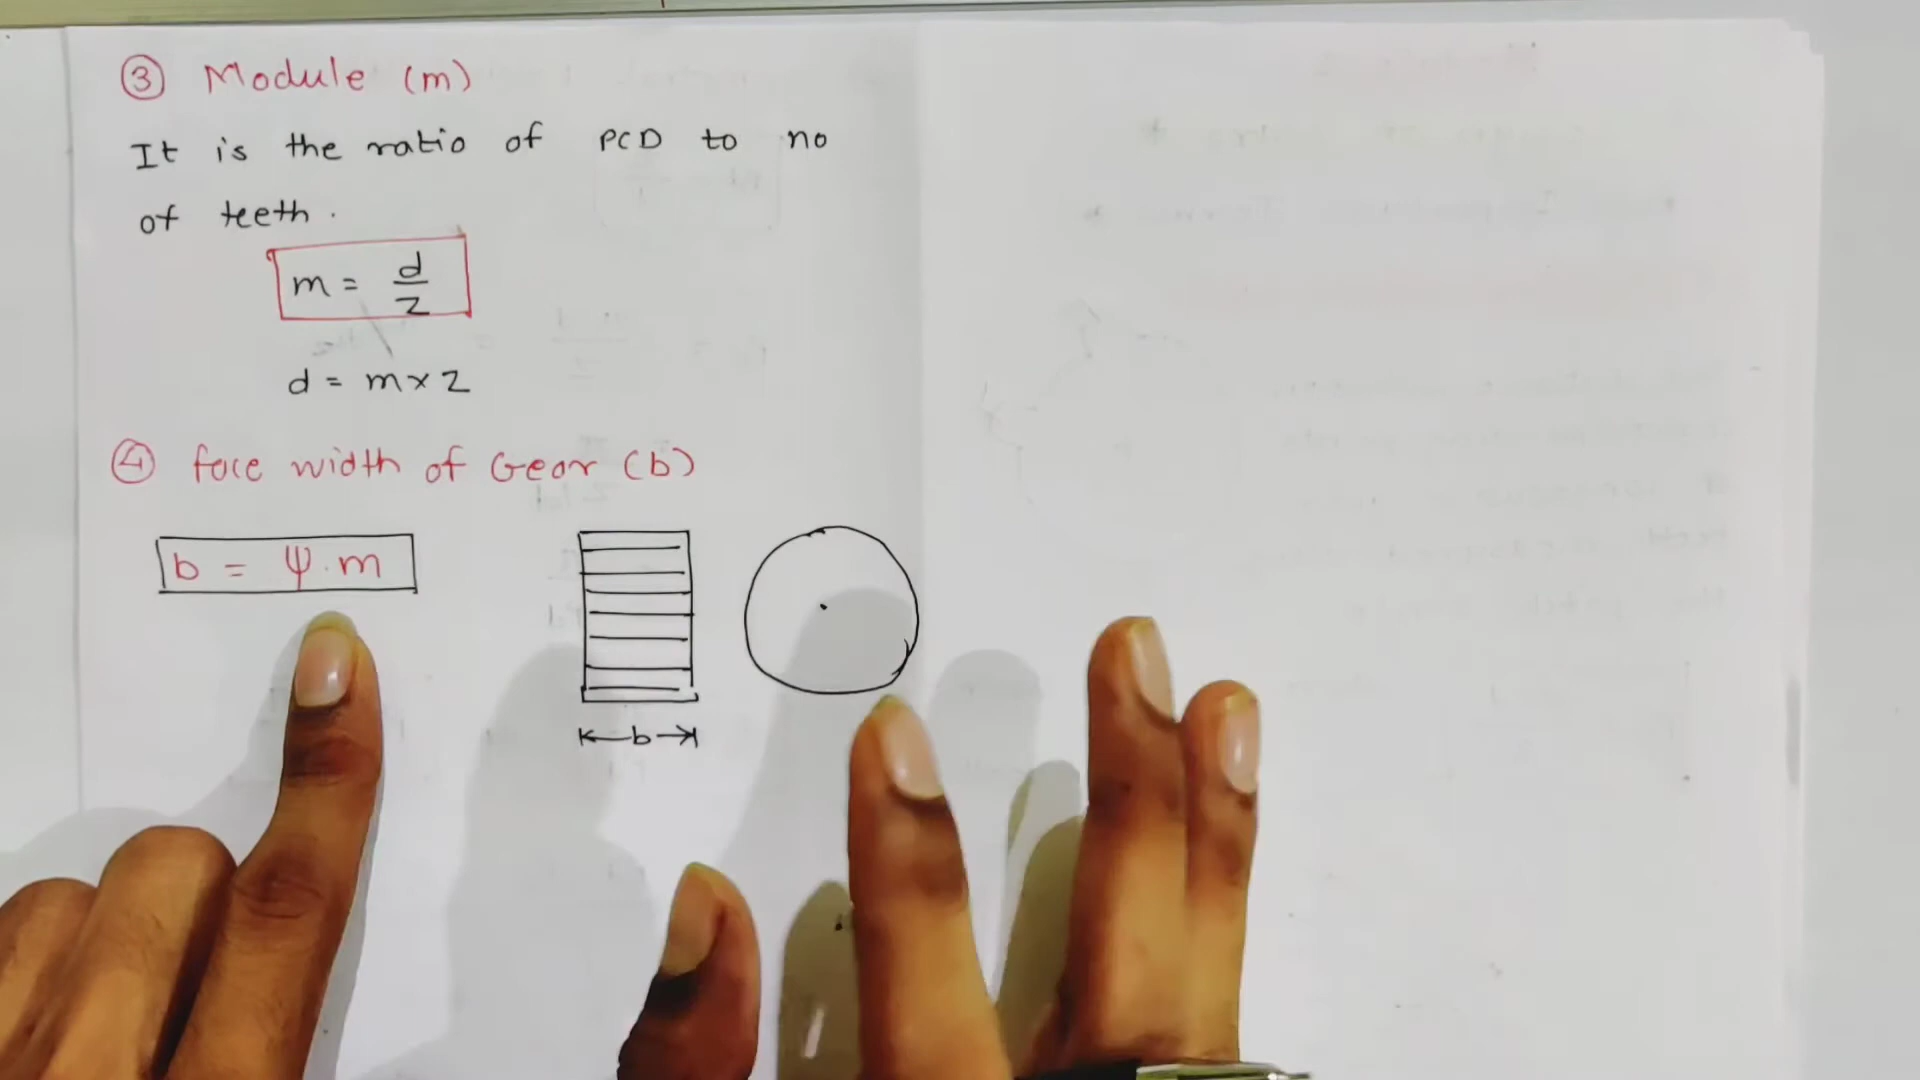 ③ Module (m)
It is the ratio of PCD to no
of teeth.
m = d/z
d = m x z
④ face width of Gear (b)
b = ψ.m
b